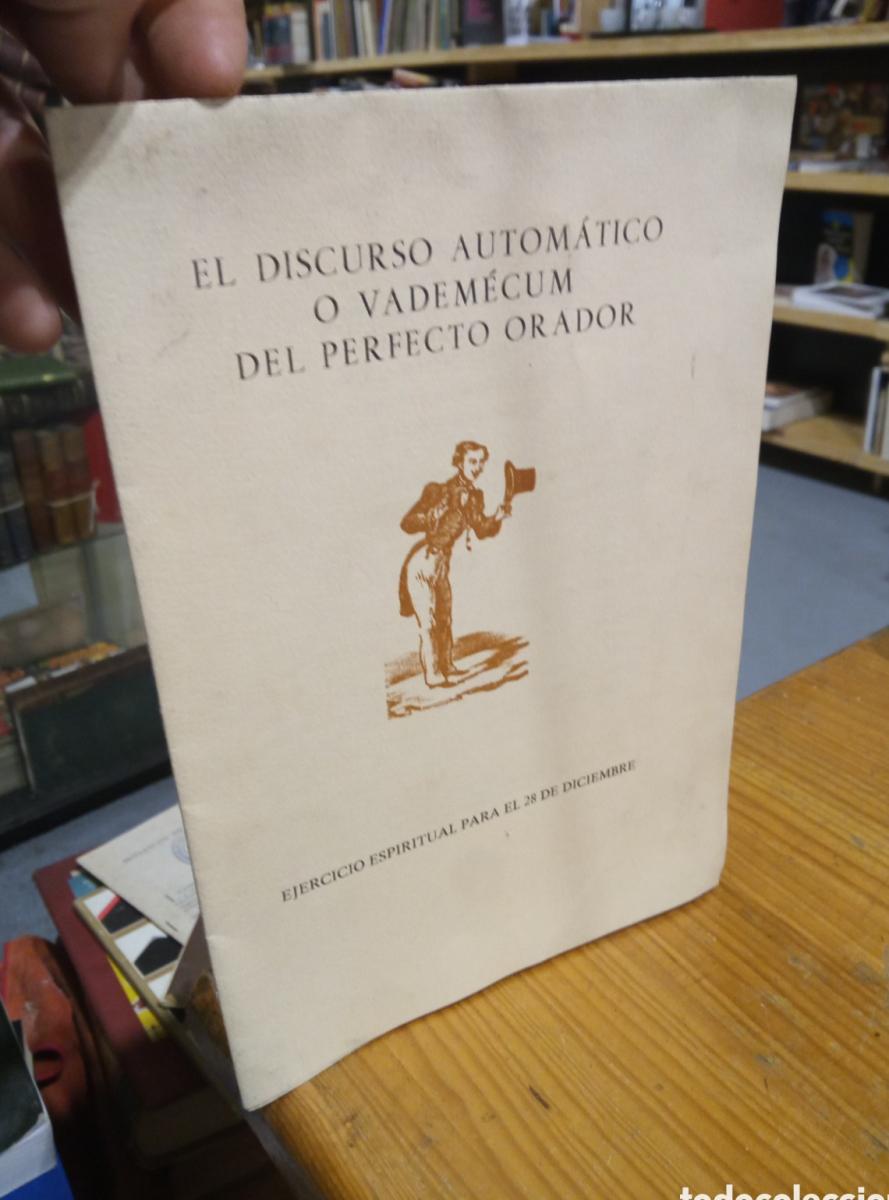 EL DISCURSO AUTOMÁTICO
O VADEMÉCUM
DEL PERFECTO ORADOR
EJERCICIO ESPIRITUAL PARA EL 28 DE DICIEMBRE